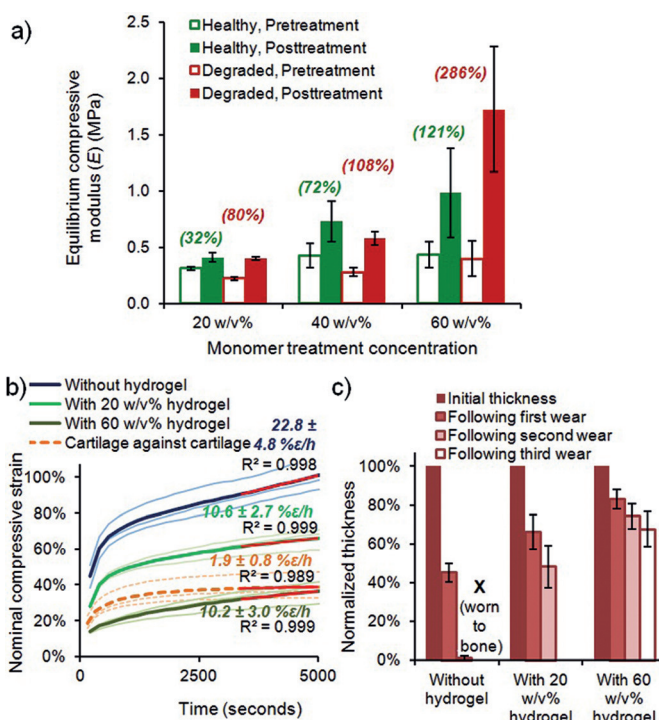 a)
Equilibrium compressive
modulus (E) (MPa)
2.5
2.0
1.5
1.0
0.5
0.0
Healthy, Pretreatment
Healthy, Posttreatment
Degraded, Pretreatment
Degraded, Posttreatment
(32%)
(80%)
(72%)
(108%)
(121%)
(286%)
20 w/v%
40 w/v%
60 w/v%
Monomer treatment concentration
b)
Without hydrogel
With 20 w/v% hydrogel
With 60 w/v% hydrogel
Cartilage against cartilage
22.8 ±
4.8 %ε/h
R² = 0.998
10.6 ± 2.7 %ε/h
R² = 0.999
1.9 ± 0.8 %ε/h
R² = 0.989
10.2 ± 3.0 %ε/h
R² = 0.999
Nominal compressive strain
100%
80%
60%
40%
20%
0%
0
2500
5000
Time (seconds)
c)
Initial thickness
Following first wear
Following second wear
Following third wear
Normalized thickness
100%
80%
60%
40%
20%
0%
X
(worn
to
bone)
Without
hydrogel
With 20
w/v%
hydrogel
With 60
w/v%
hydrogel